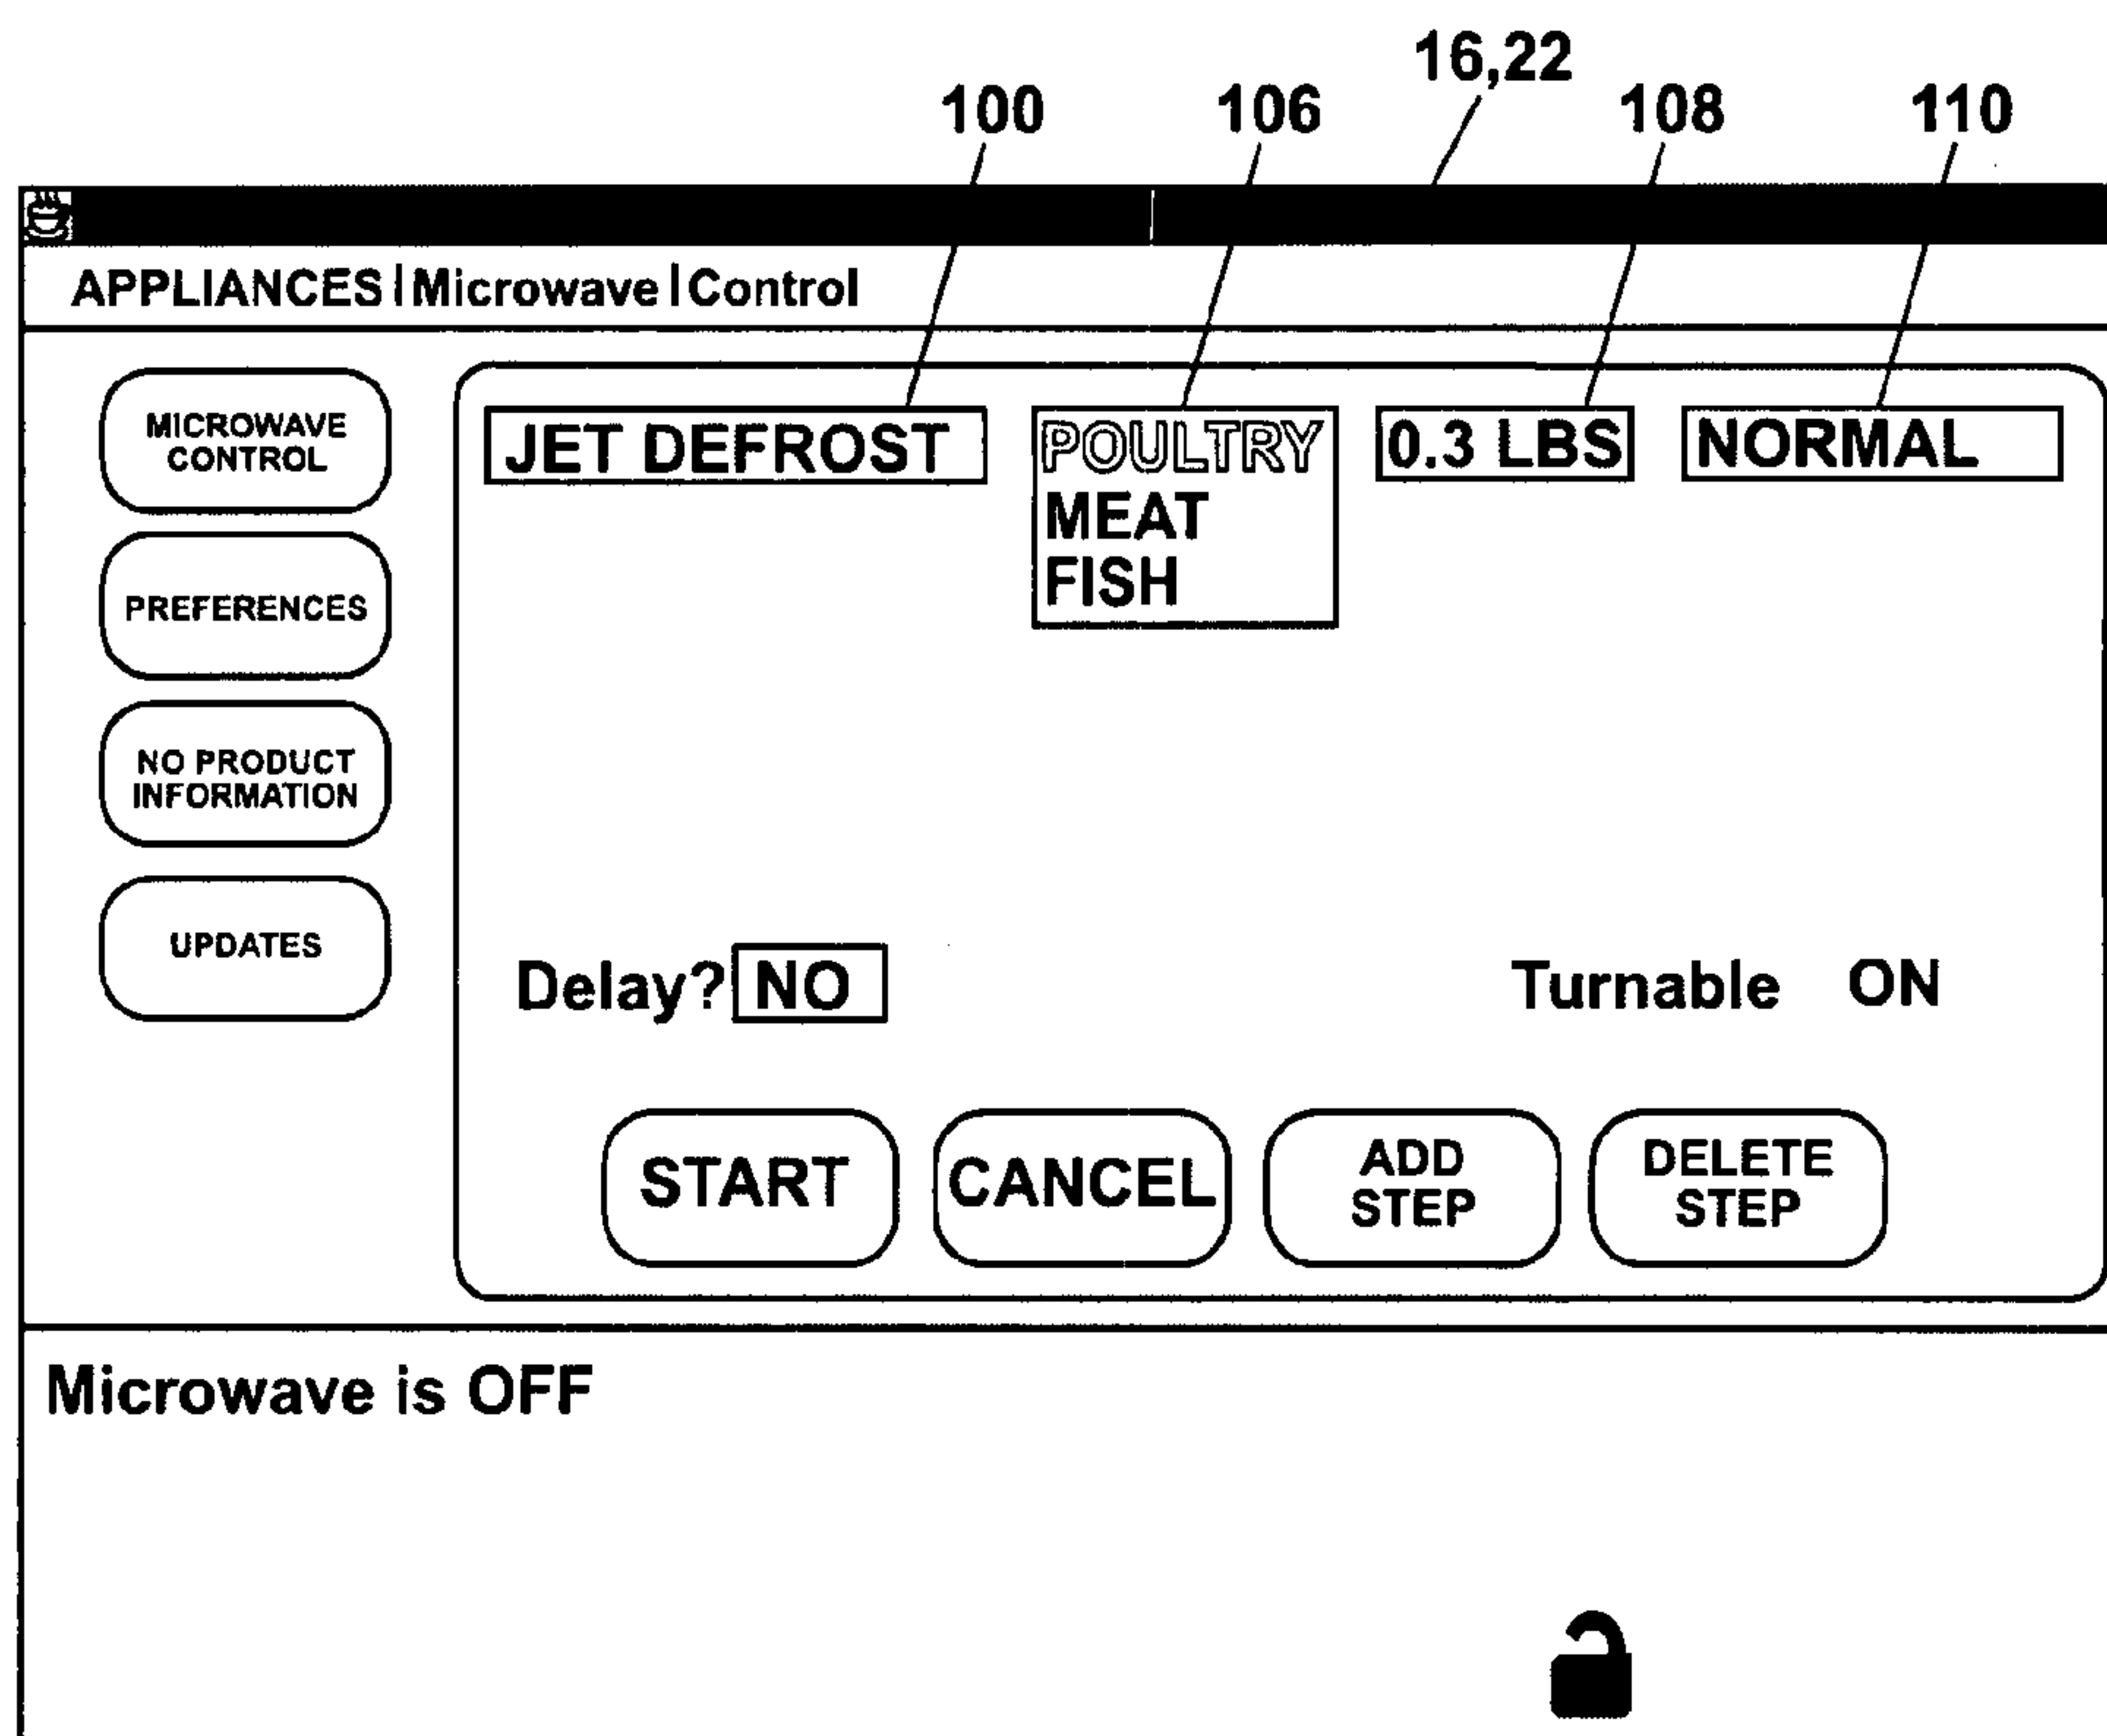 16,22
100 106 108 110
APPLIANCES | Microwave | Control
MICROWAVE
CONTROL
PREFERENCES
NO PRODUCT
INFORMATION
UPDATES
JET DEFROST POULTRY 0.3 LBS NORMAL
MEAT
FISH
Delay? NO Turnable ON
START CANCEL ADD
STEP DELETE
STEP
Microwave is OFF